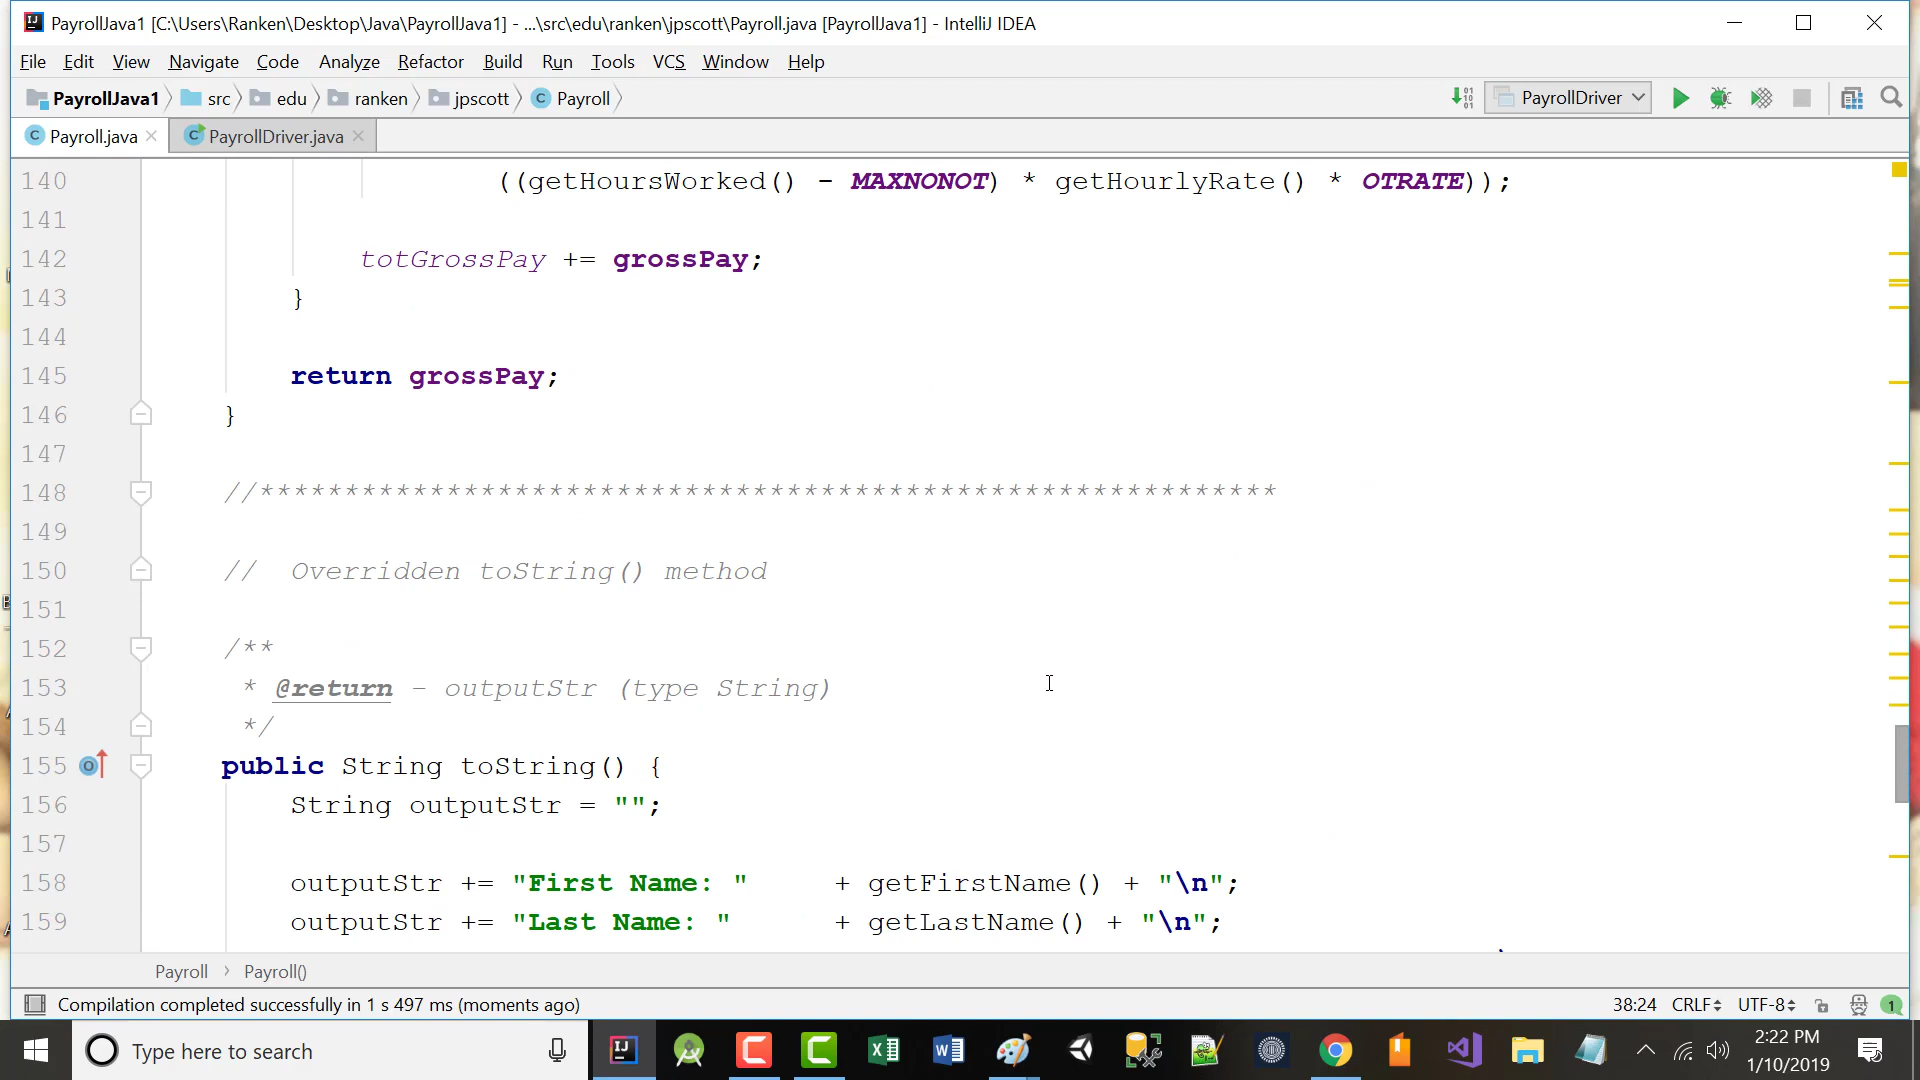 PayrollJava1 [C:\Users\Ranken\Desktop\Java\PayrollJava1] - ...\src\edu\ranken\jpscott\Payroll.java [PayrollJava1] - IntelliJ IDEA
File Edit View Navigate Code Analyze Refactor Build Run Tools VCS Window Help
PayrollJava1 src edu ranken jpscott Payroll PayrollDriver
Payroll.java PayrollDriver.java
140 ((getHoursWorked() - MAXNONOT) * getHourlyRate() * OTRATE));
141
142 totGrossPay += grossPay;
143 }
144
145 return grossPay;
146 }
147
148 //************************************************************
149
150 // Overridden toString() method
151
152 /**
153 * @return - outputStr (type String)
154 */
155 public String toString() {
156 String outputStr = "";
157
158 outputStr += "First Name: " + getFirstName() + "\n";
159 outputStr += "Last Name: " + getLastName() + "\n";
Payroll › Payroll()
Compilation completed successfully in 1 s 497 ms (moments ago) 38:24 CRLF UTF-8 1
Type here to search 2:22 PM
1/10/2019